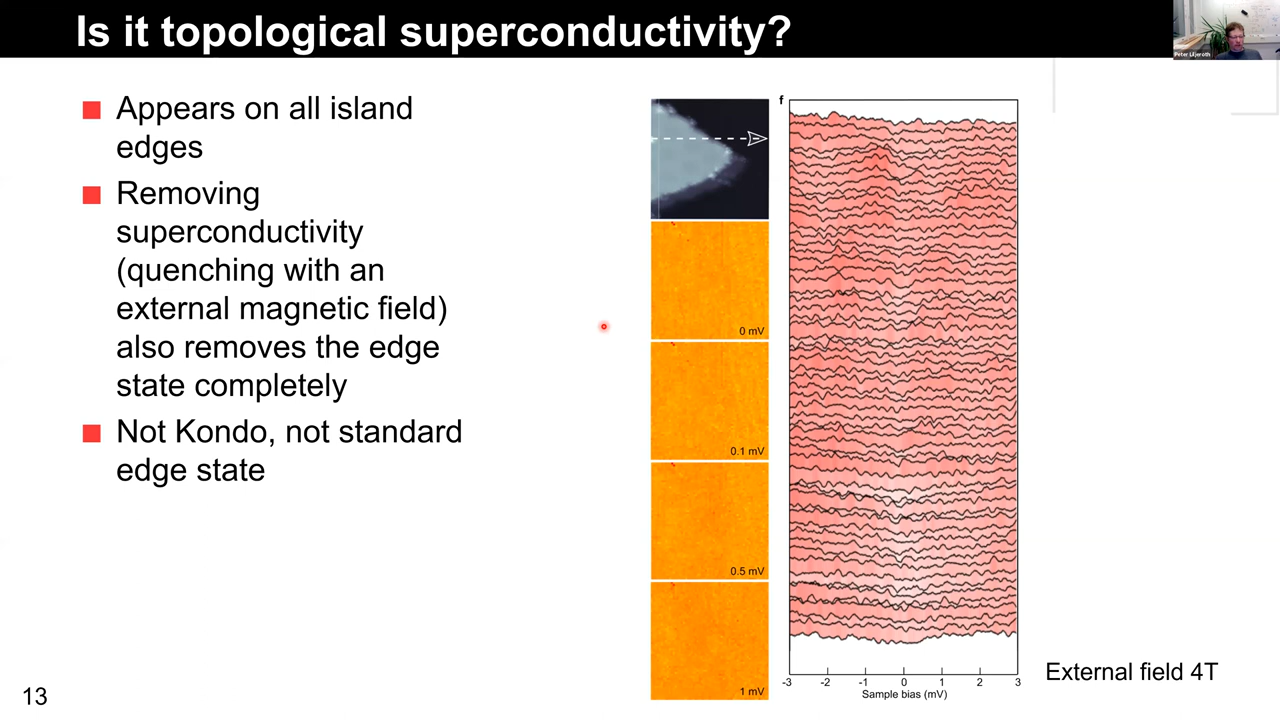 Is it topological superconductivity?
Peter Liljeroth
Appears on all island
edges
Removing
superconductivity
(quenching with an
external magnetic field)
also removes the edge
state completely
Not Kondo, not standard
edge state
0 mV
0.1 mV
0.5 mV
1 mV
f
-3 -2 -1 0 1 2 3
Sample bias (mV)
External field 4T
13